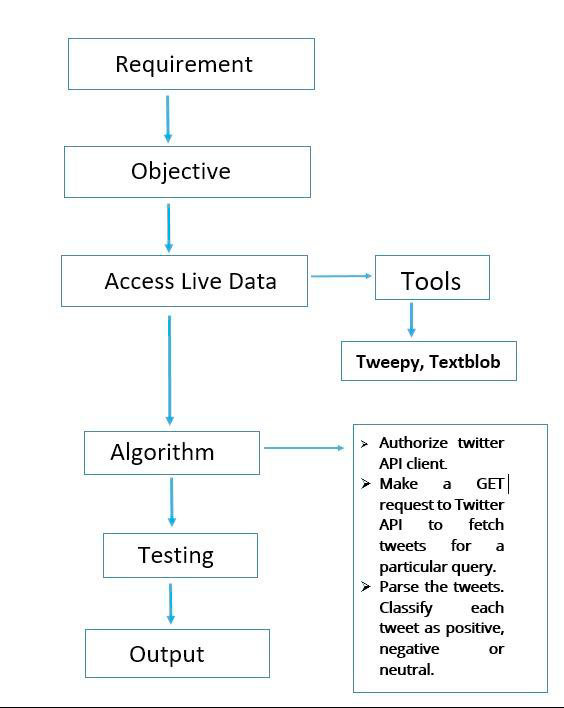 Requirement
Objective
Access Live Data
Tools
Tweepy, Textblob
Algorithm
➢ Authorize twitter
API client.
➢ Make a GET
request to Twitter
API to fetch
tweets for a
particular query.
➢ Parse the tweets.
Classify each
tweet as positive,
negative or
neutral.
Testing
Output